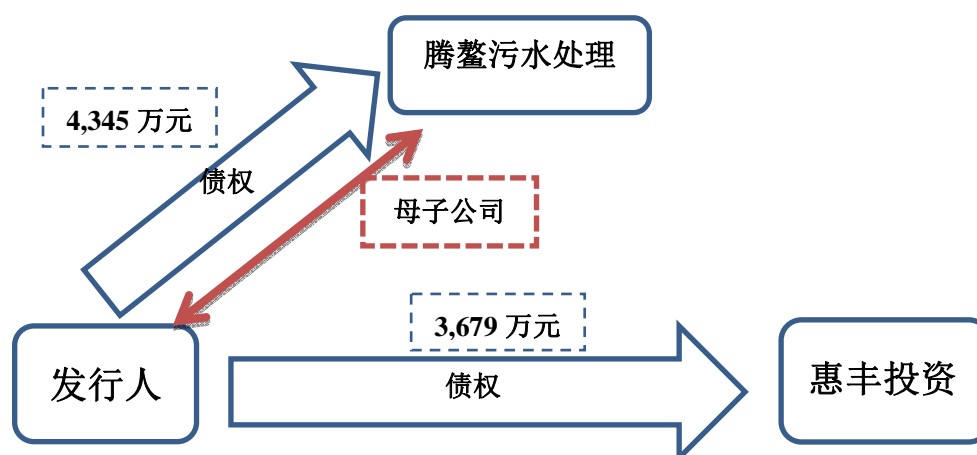 腾鳌污水处理
4,345 万元
债权
母子公司
3,679 万元
发行人
债权
惠丰投资